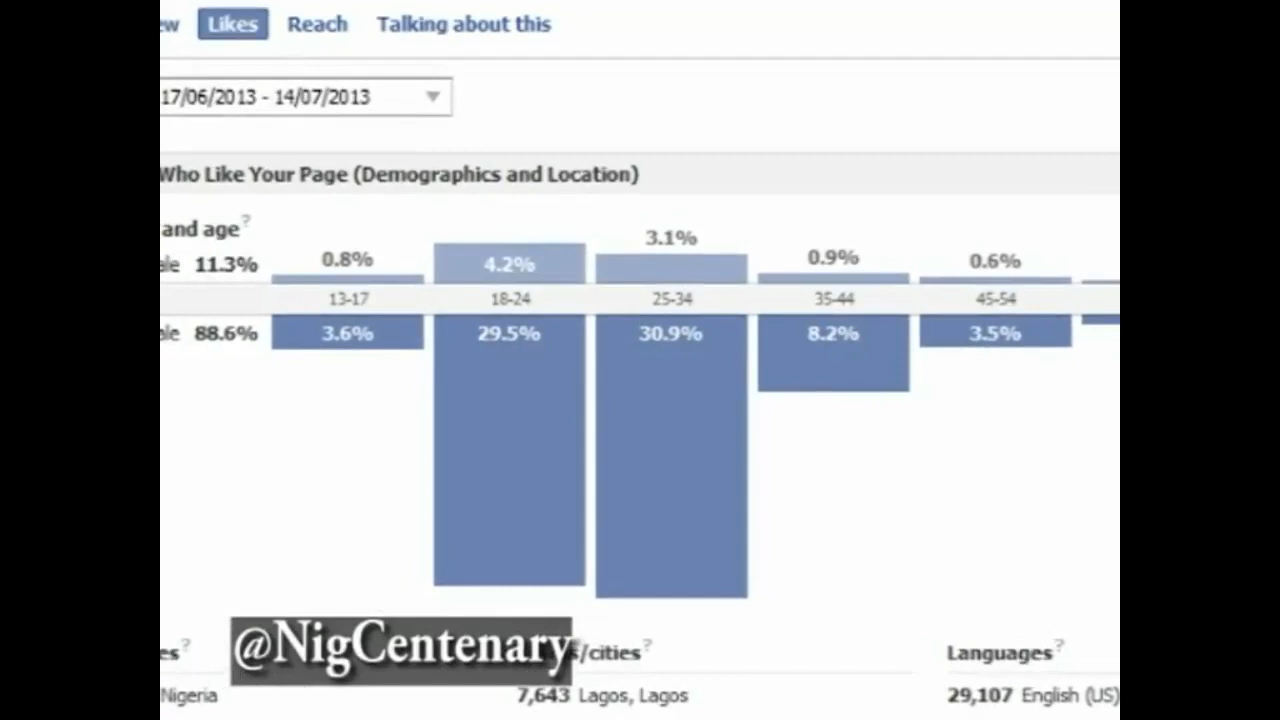 Likes Reach Talking about this
17/06/2013 - 14/07/2013
Who Like Your Page (Demographics and Location)
and age?
11.3% 0.8% 4.2% 3.1% 0.9% 0.6%
13-17 18-24 25-34 35-44 45-54
88.6% 3.6% 29.5% 30.9% 8.2% 3.5%
@NigCentenary /cities? Languages?
Nigeria 7,643 Lagos, Lagos 29,107 English (US)